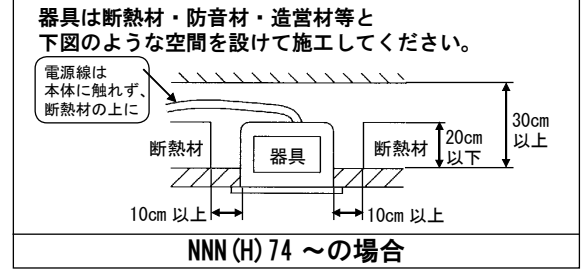 器具は断熱材・防音材・造営材等と
下図のような空間を設けて施工してください。
電源線は
本体に触れず、
断熱材の上に
30cm
以上
20cm
以下
断熱材
器具
断熱材
10cm 以上
10cm 以上
NNN(H)74 ～の場合